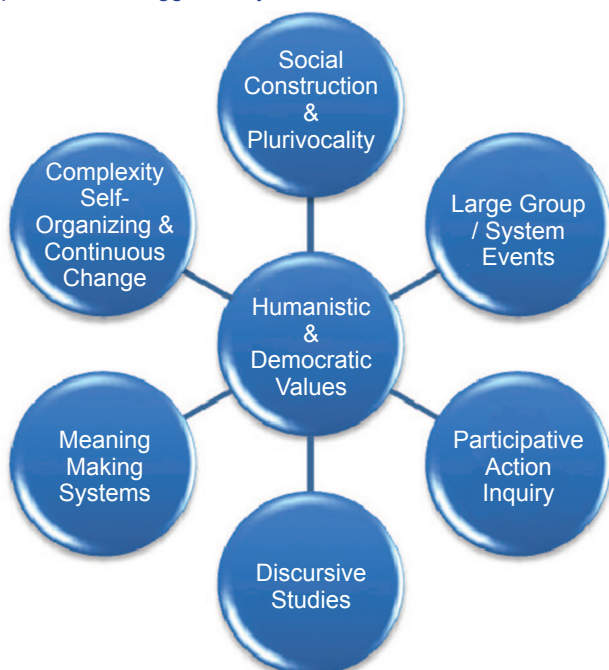 Social
Construction
&
Plurivocality
Complexity
Self-
Organizing &
Continuous
Change
Large Group
/ System
Events
Humanistic
&
Democratic
Values
Meaning
Making
Systems
Participative
Action
Inquiry
Discursive
Studies